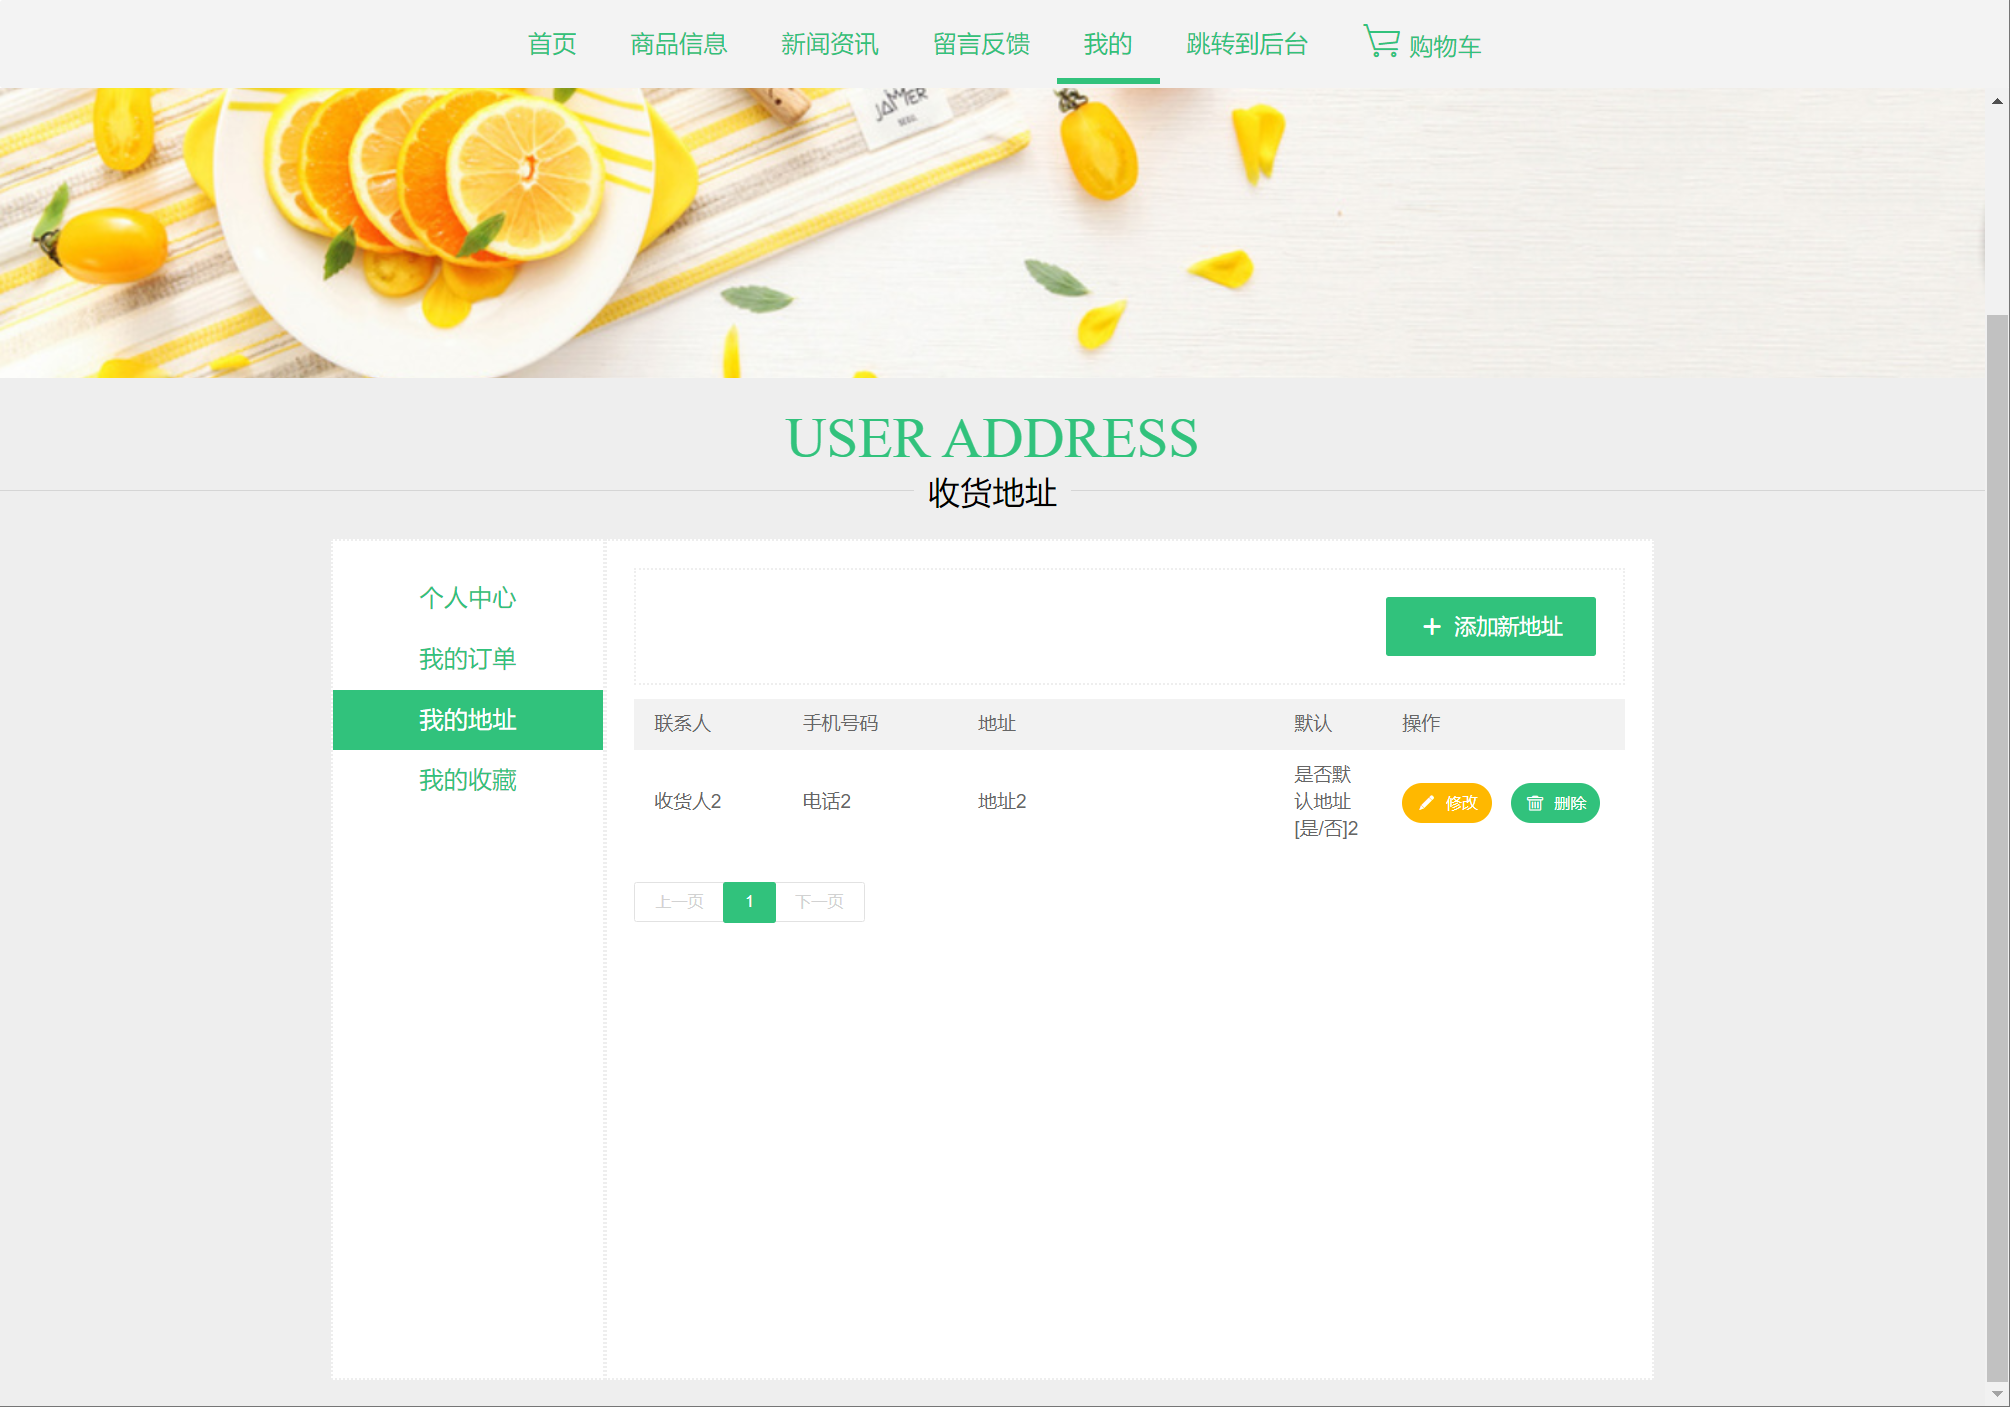 首页 商品信息 新闻资讯 留言反馈 我的 跳转到后台 购物车
JAMMER
SEOUL
USER ADDRESS
收货地址
个人中心
我的订单
我的地址
我的收藏
+ 添加新地址
联系人 手机号码 地址 默认 操作
收货人2 电话2 地址2 是否默
认地址
[是/否]2
修改 删除
上一页 1 下一页